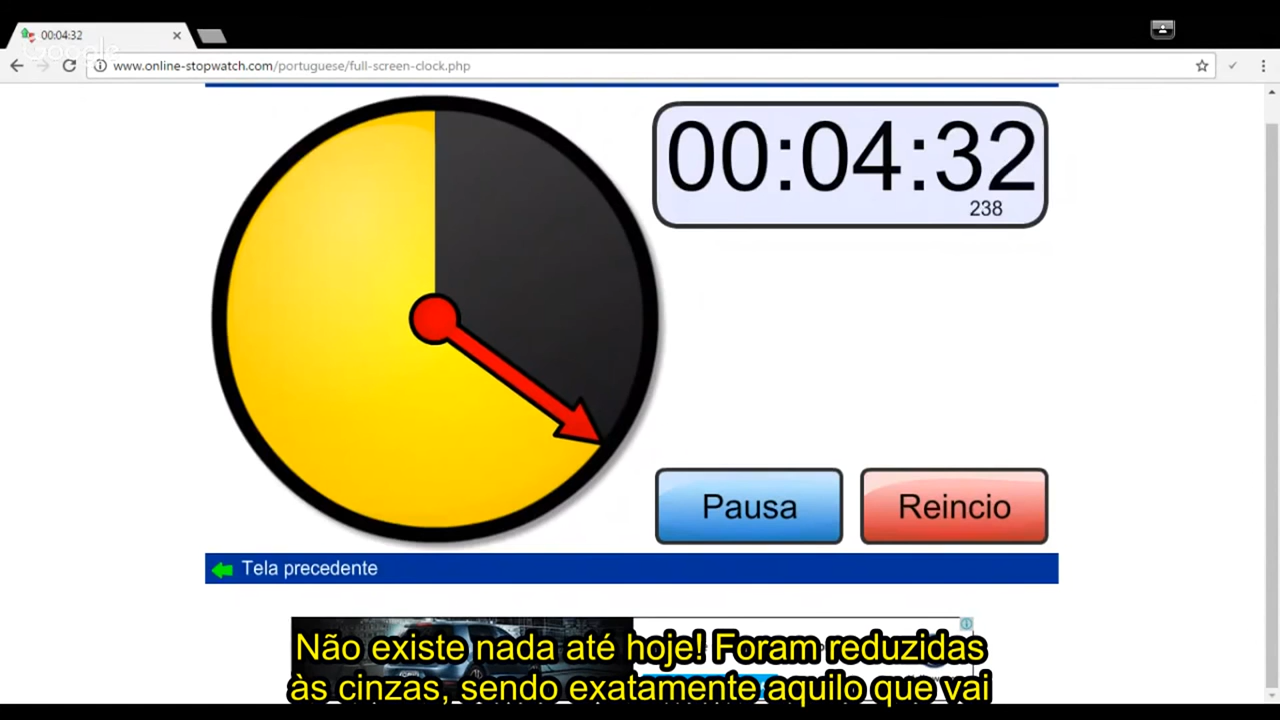 00:04:32
Google
www.online-stopwatch.com/portuguese/full-screen-clock.php
00:04:32
238
Pausa
Reincio
Tela precedente
Não existe nada até hoje! Foram reduzidas
às cinzas, sendo exatamente aquilo que vai